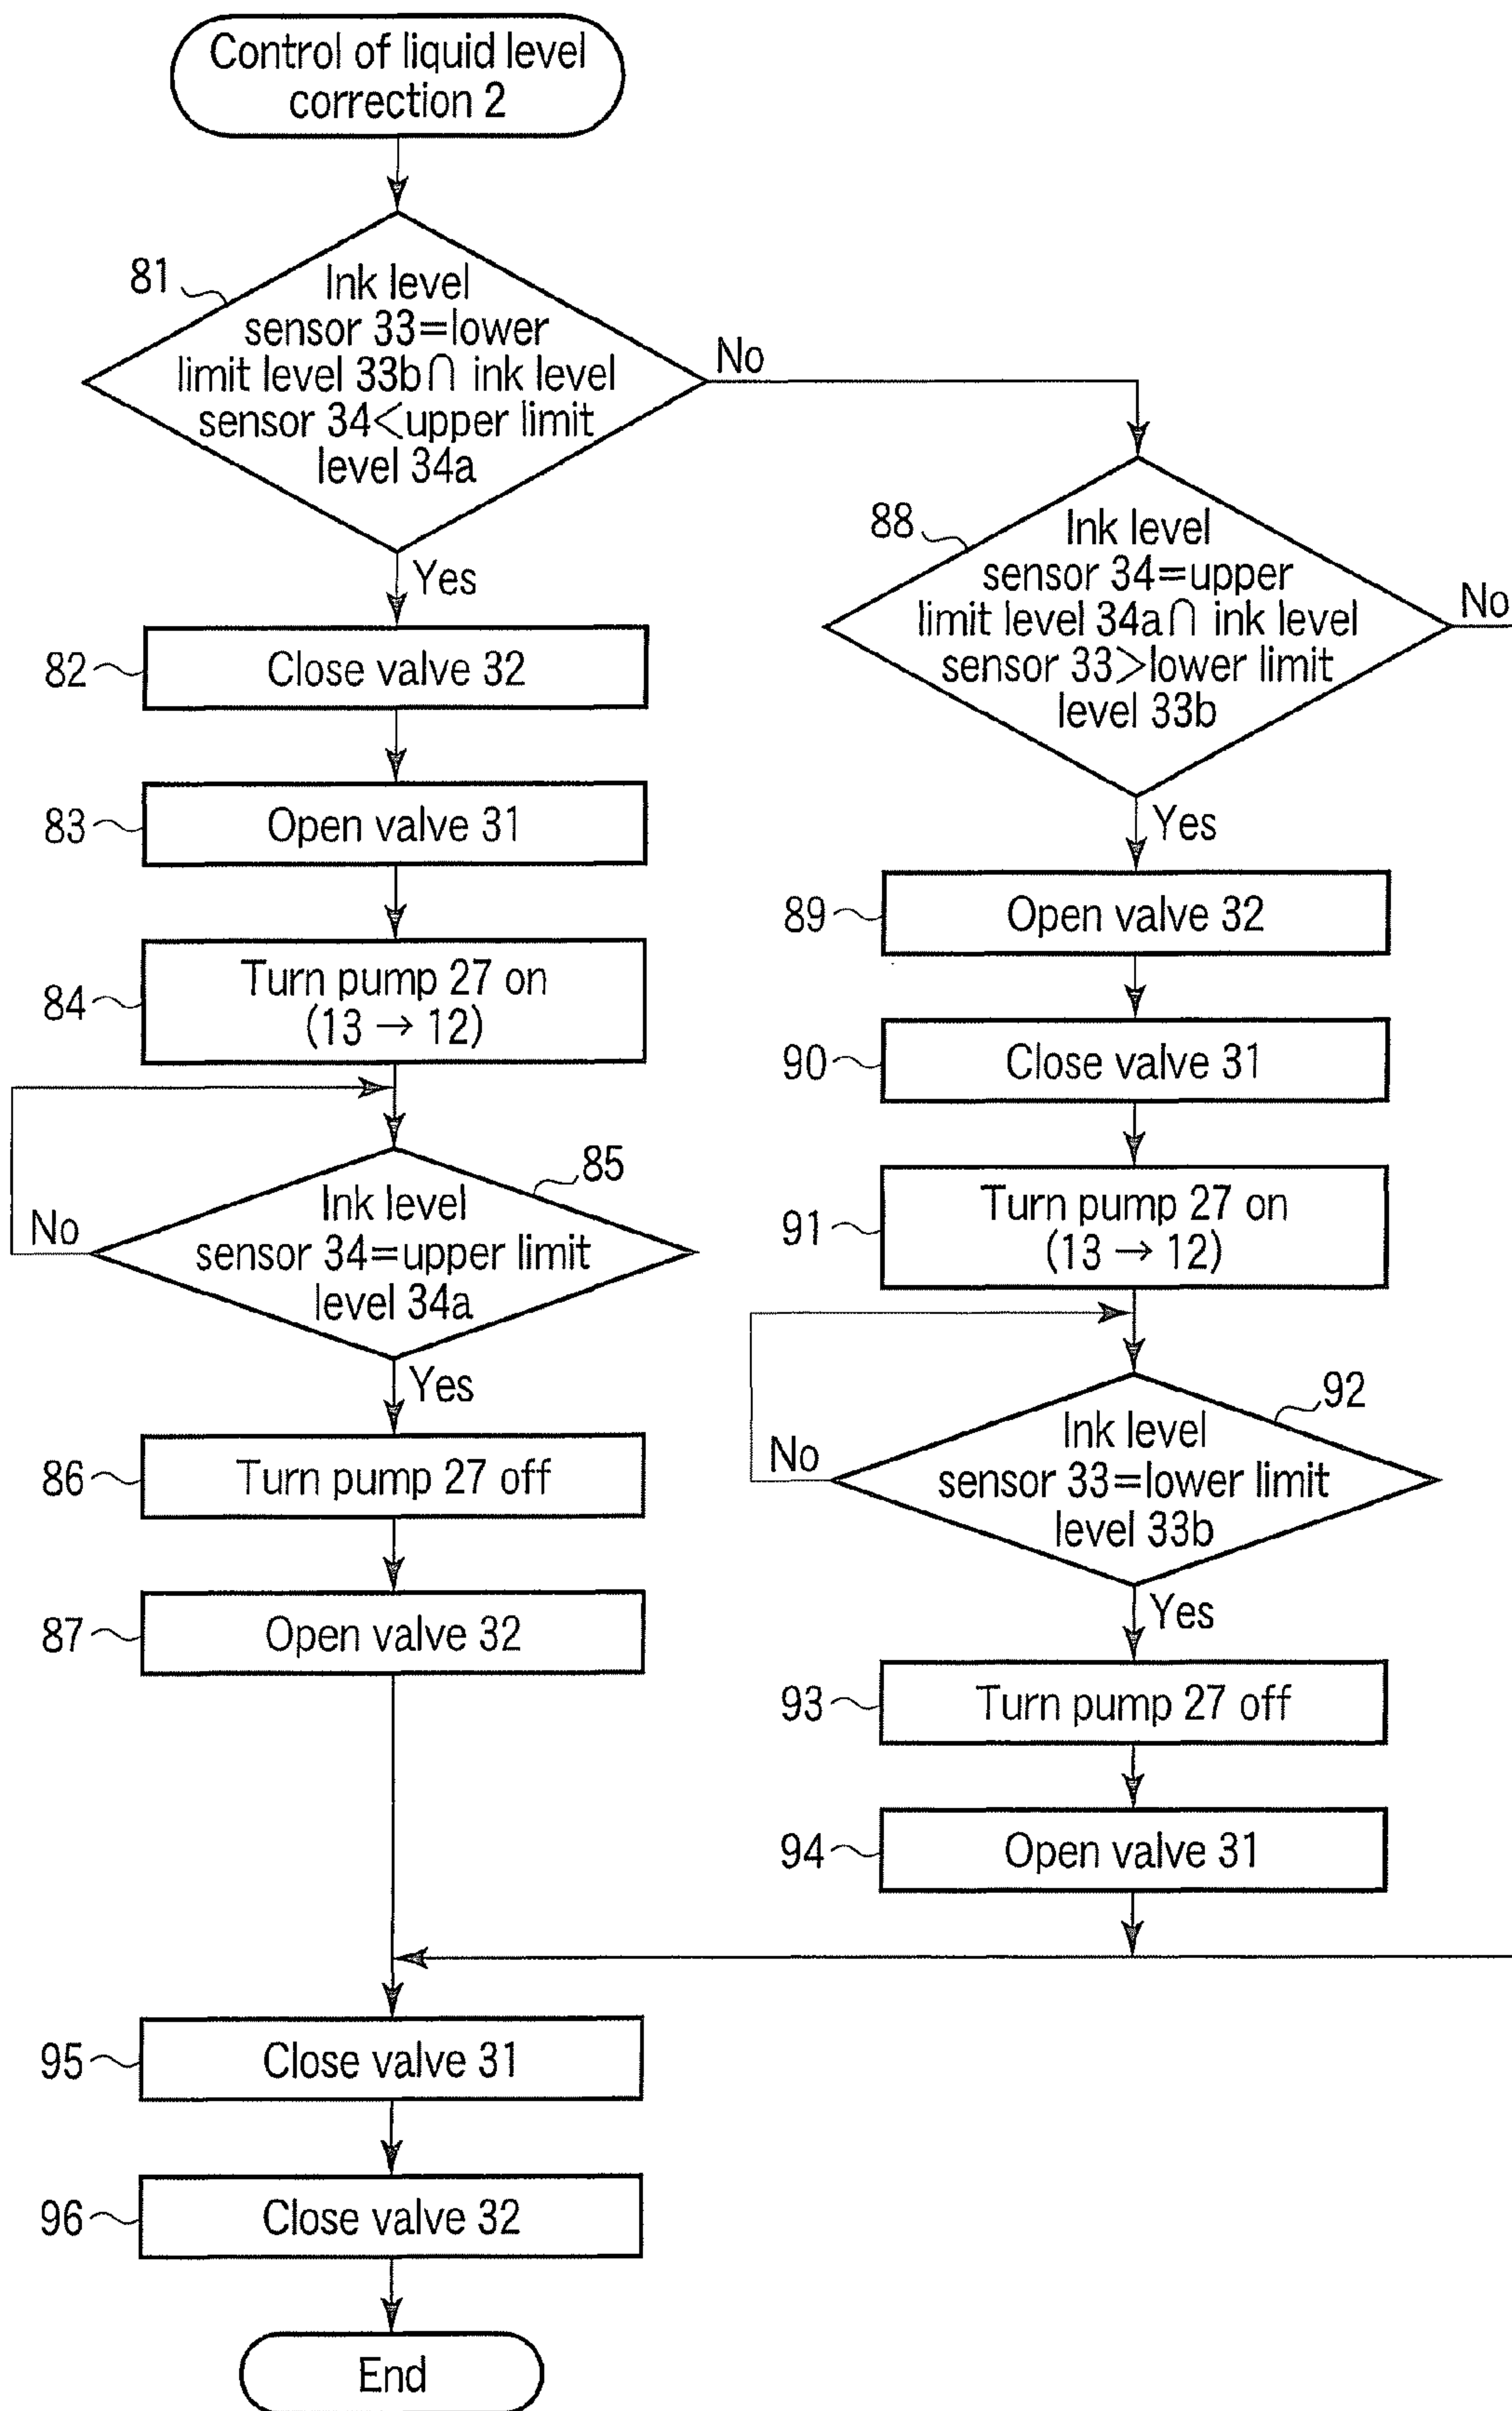 Control of liquid level
correction 2
81
Ink level
sensor 33=lower
limit level 33b∩ ink level
sensor 34<upper limit
level 34a
No
Yes
82
Close valve 32
83
Open valve 31
84
Turn pump 27 on
(13 → 12)
85
Ink level
sensor 34=upper limit
level 34a
No
Yes
86
Turn pump 27 off
87
Open valve 32
88
Ink level
sensor 34=upper
limit level 34a∩ ink level
sensor 33>lower limit
level 33b
No
Yes
89
Open valve 32
90
Close valve 31
91
Turn pump 27 on
(13 → 12)
92
Ink level
sensor 33=lower limit
level 33b
No
Yes
93
Turn pump 27 off
94
Open valve 31
95
Close valve 31
96
Close valve 32
End